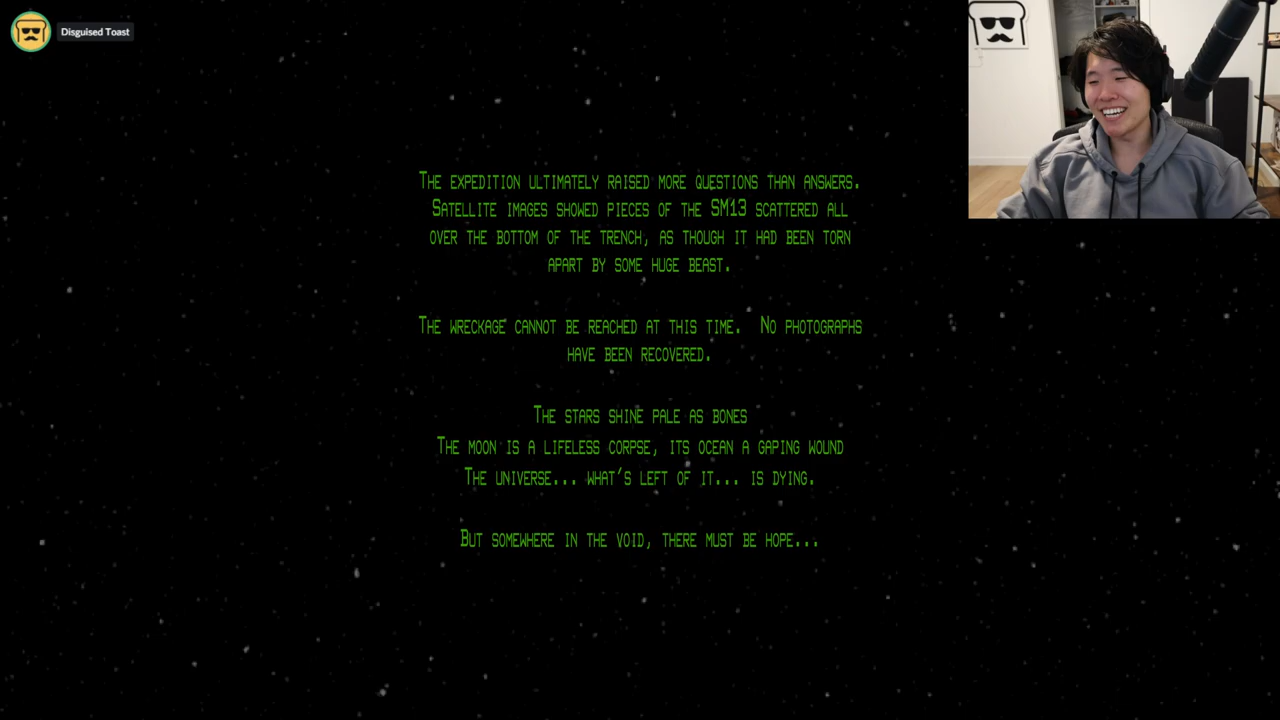 Disguised Toast
The expedition ultimately raised more questions than answers.
Satellite images showed pieces of the SM13 scattered all
over the bottom of the trench, as though it had been torn
apart by some huge beast.
The wreckage cannot be reached at this time. No photographs
have been recovered.
The stars shine pale as bones
The moon is a lifeless corpse, its ocean a gaping wound
The universe... what's left of it... is dying.
But somewhere in the void, there must be hope...